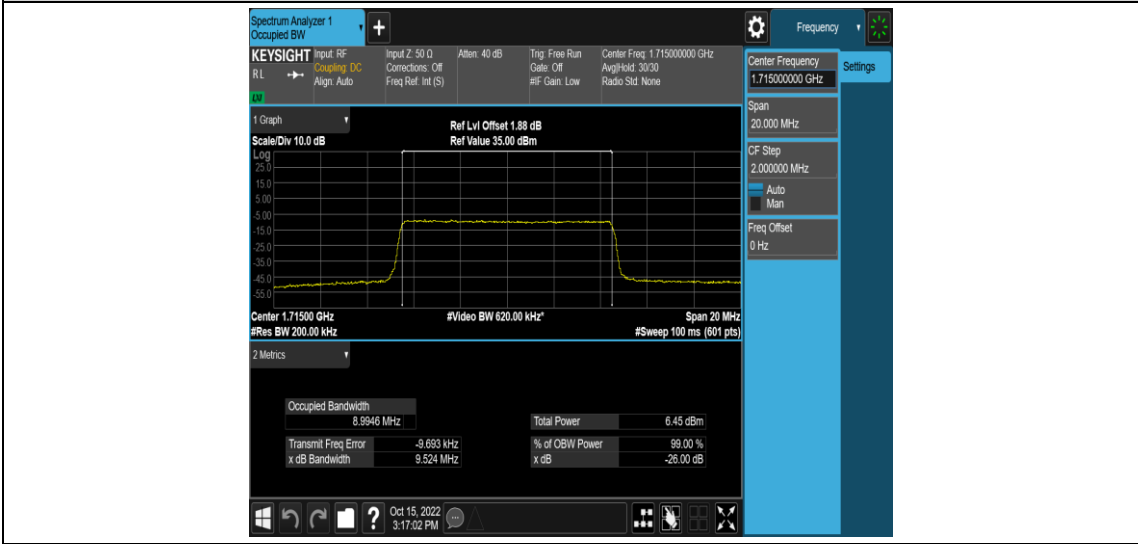 Spectrum Analyzer 1
Occupied BW
+
Frequency
KEYSIGHT
RL
LXI
Input: RF
Coupling: DC
Align: Auto
Input Z: 50 Ω
Corrections: Off
Freq Ref: Int (S)
Atten: 40 dB
Trig: Free Run
Gate: Off
#IF Gain: Low
Center Freq: 1.715000000 GHz
Avg|Hold: 30/30
Radio Std: None
Center Frequency
1.715000000 GHz
Settings
Span
20.000 MHz
CF Step
2.000000 MHz
Auto
Man
Freq Offset
0 Hz
1 Graph
Scale/Div 10.0 dB
Ref Lvl Offset 1.88 dB
Ref Value 35.00 dBm
Log
25.0
15.0
5.00
-5.00
-15.0
-25.0
-35.0
-45.0
-55.0
Center 1.71500 GHz
#Res BW 200.00 kHz
#Video BW 620.00 kHz*
Span 20 MHz
#Sweep 100 ms (601 pts)
2 Metrics
Occupied Bandwidth
8.9946 MHz
Total Power 6.45 dBm
Transmit Freq Error -9.693 kHz
% of OBW Power 99.00 %
x dB Bandwidth 9.524 MHz
x dB -26.00 dB
?
Oct 15, 2022
3:17:02 PM